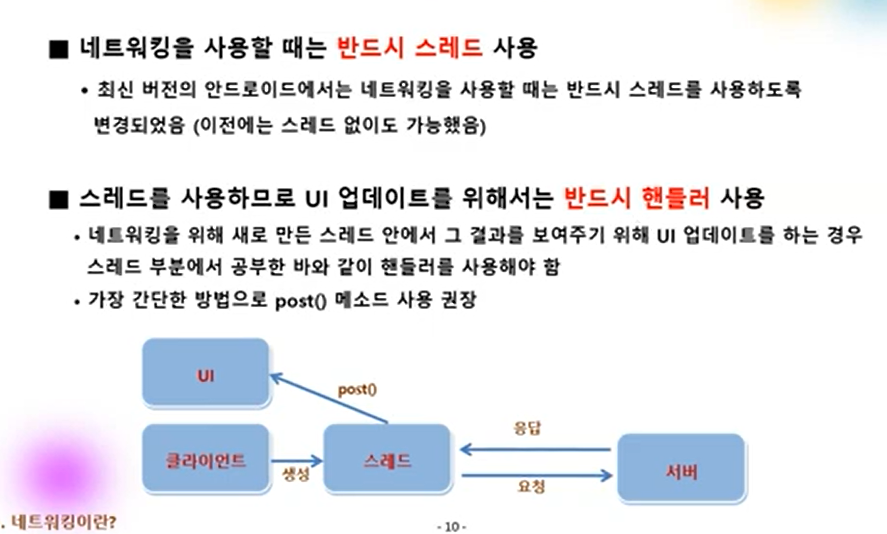 ■ 네트워킹을 사용할 때는 반드시 스레드 사용
• 최신 버전의 안드로이드에서는 네트워킹을 사용할 때는 반드시 스레드를 사용하도록
변경되었음 (이전에는 스레드 없이도 가능했음)
■ 스레드를 사용하므로 UI 업데이트를 위해서는 반드시 핸들러 사용
• 네트워킹을 위해 새로 만든 스레드 안에서 그 결과를 보여주기 위해 UI 업데이트를 하는 경우
스레드 부분에서 공부한 바와 같이 핸들러를 사용해야 함
• 가장 간단한 방법으로 post() 메소드 사용 권장
UI
post()
클라이언트
생성
스레드
응답
요청
서버
. 네트워킹이란?
- 10 -